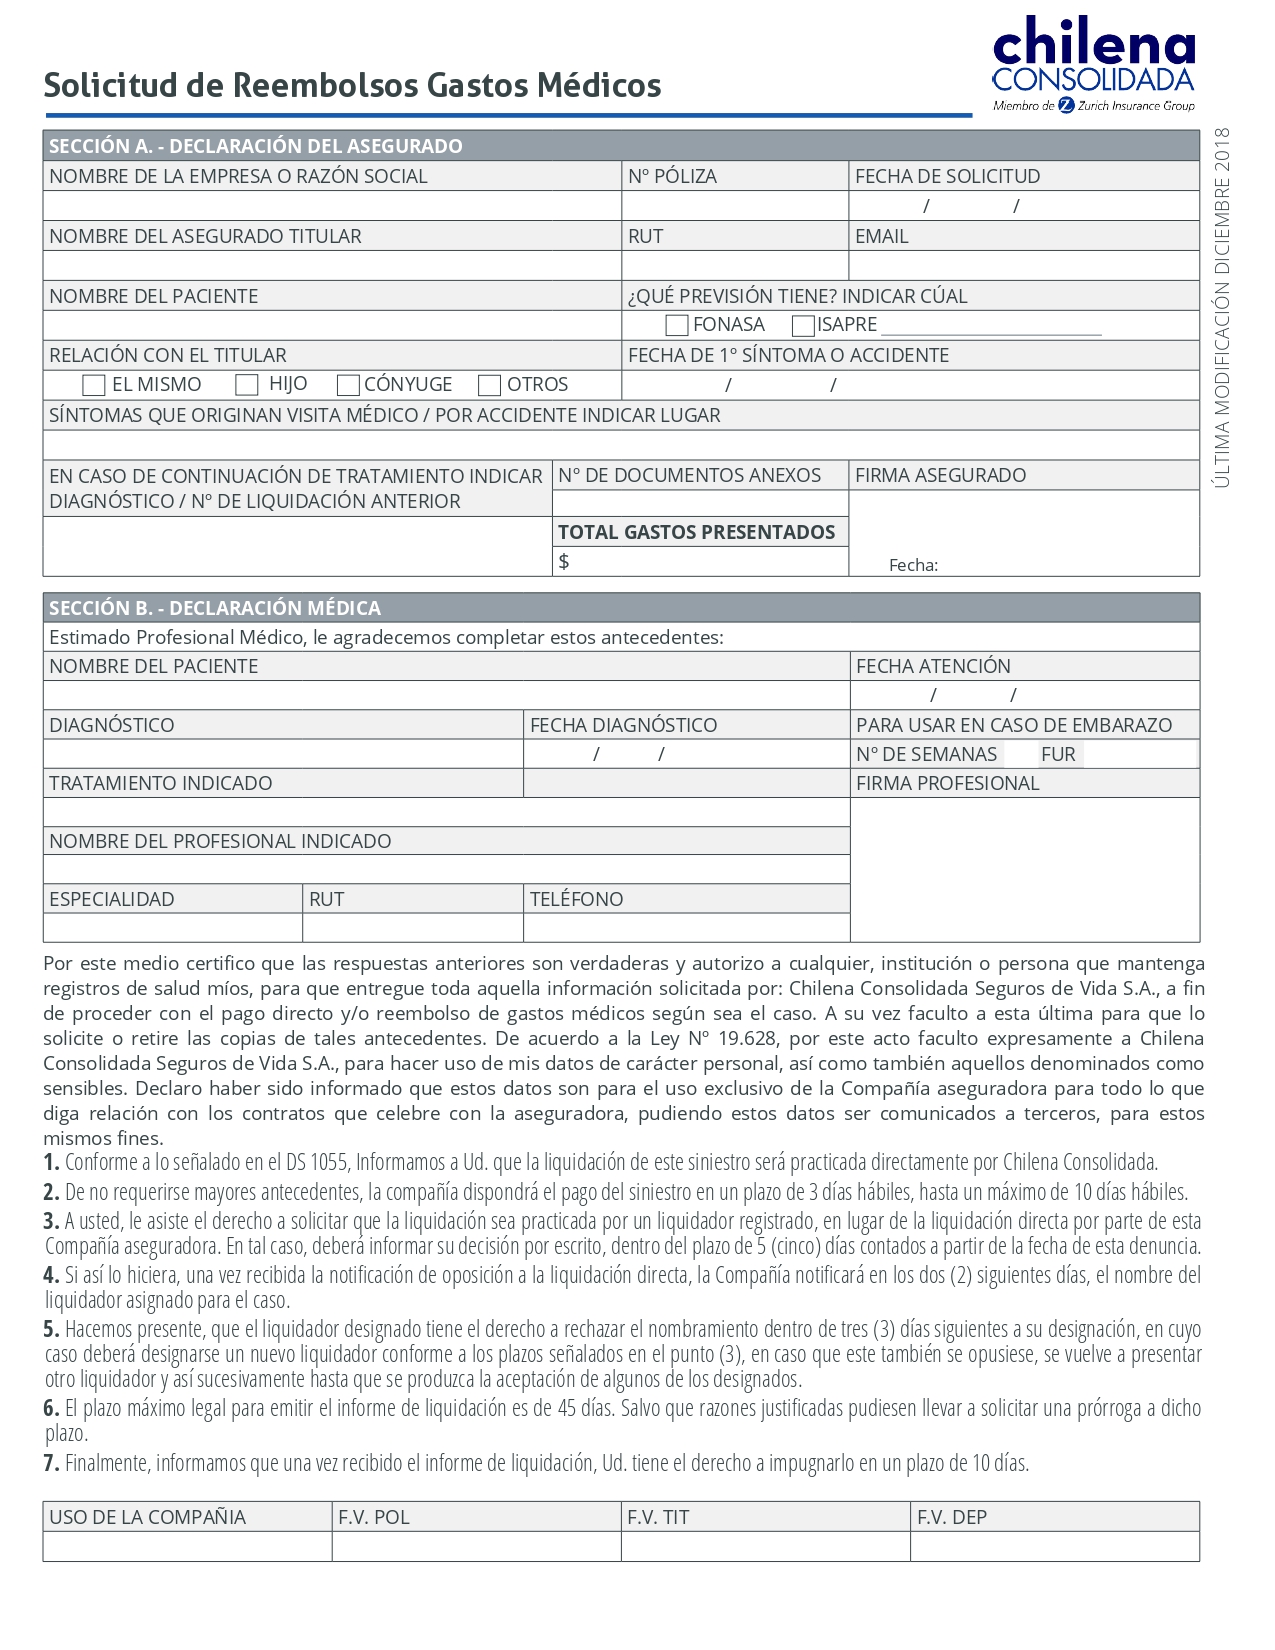 chilena
CONSOLIDADA
Miembro de Z Zurich Insurance Group
Solicitud de Reembolsos Gastos Médicos
ÚLTIMA MODIFICACIÓN DICIEMBRE 2018
SECCIÓN A. - DECLARACIÓN DEL ASEGURADO
NOMBRE DE LA EMPRESA O RAZÓN SOCIAL Nº PÓLIZA FECHA DE SOLICITUD
/ /
NOMBRE DEL ASEGURADO TITULAR RUT EMAIL
NOMBRE DEL PACIENTE ¿QUÉ PREVISIÓN TIENE? INDICAR CÚAL
FONASA ISAPRE ____________________
RELACIÓN CON EL TITULAR FECHA DE 1º SÍNTOMA O ACCIDENTE
EL MISMO HIJO CÓNYUGE OTROS / /
SÍNTOMAS QUE ORIGINAN VISITA MÉDICO / POR ACCIDENTE INDICAR LUGAR
EN CASO DE CONTINUACIÓN DE TRATAMIENTO INDICAR Nº DE DOCUMENTOS ANEXOS FIRMA ASEGURADO
DIAGNÓSTICO / Nº DE LIQUIDACIÓN ANTERIOR
TOTAL GASTOS PRESENTADOS
$ Fecha:
SECCIÓN B. - DECLARACIÓN MÉDICA
Estimado Profesional Médico, le agradecemos completar estos antecedentes:
NOMBRE DEL PACIENTE FECHA ATENCIÓN
/ /
DIAGNÓSTICO FECHA DIAGNÓSTICO PARA USAR EN CASO DE EMBARAZO
/ / Nº DE SEMANAS FUR
TRATAMIENTO INDICADO FIRMA PROFESIONAL
NOMBRE DEL PROFESIONAL INDICADO
ESPECIALIDAD RUT TELÉFONO
Por este medio certifico que las respuestas anteriores son verdaderas y autorizo a cualquier, institución o persona que mantenga
registros de salud míos, para que entregue toda aquella información solicitada por: Chilena Consolidada Seguros de Vida S.A., a fin
de proceder con el pago directo y/o reembolso de gastos médicos según sea el caso. A su vez faculto a esta última para que lo
solicite o retire las copias de tales antecedentes. De acuerdo a la Ley Nº 19.628, por este acto faculto expresamente a Chilena
Consolidada Seguros de Vida S.A., para hacer uso de mis datos de carácter personal, así como también aquellos denominados como
sensibles. Declaro haber sido informado que estos datos son para el uso exclusivo de la Compañía aseguradora para todo lo que
diga relación con los contratos que celebre con la aseguradora, pudiendo estos datos ser comunicados a terceros, para estos
mismos fines.
1. Conforme a lo señalado en el DS 1055, Informamos a Ud. que la liquidación de este siniestro será practicada directamente por Chilena Consolidada.
2. De no requerirse mayores antecedentes, la compañía dispondrá el pago del siniestro en un plazo de 3 días hábiles, hasta un máximo de 10 días hábiles.
3. A usted, le asiste el derecho a solicitar que la liquidación sea practicada por un liquidador registrado, en lugar de la liquidación directa por parte de esta
Compañía aseguradora. En tal caso, deberá informar su decisión por escrito, dentro del plazo de 5 (cinco) días contados a partir de la fecha de esta denuncia.
4. Si así lo hiciera, una vez recibida la notificación de oposición a la liquidación directa, la Compañía notificará en los dos (2) siguientes días, el nombre del
liquidador asignado para el caso.
5. Hacemos presente, que el liquidador designado tiene el derecho a rechazar el nombramiento dentro de tres (3) días siguientes a su designación, en cuyo
caso deberá designarse un nuevo liquidador conforme a los plazos señalados en el punto (3), en caso que este también se opusiese, se vuelve a presentar
otro liquidador y así sucesivamente hasta que se produzca la aceptación de algunos de los designados.
6. El plazo máximo legal para emitir el informe de liquidación es de 45 días. Salvo que razones justificadas pudiesen llevar a solicitar una prórroga a dicho
plazo.
7. Finalmente, informamos que una vez recibido el informe de liquidación, Ud. tiene el derecho a impugnarlo en un plazo de 10 días.
USO DE LA COMPAÑIA F.V. POL F.V. TIT F.V. DEP